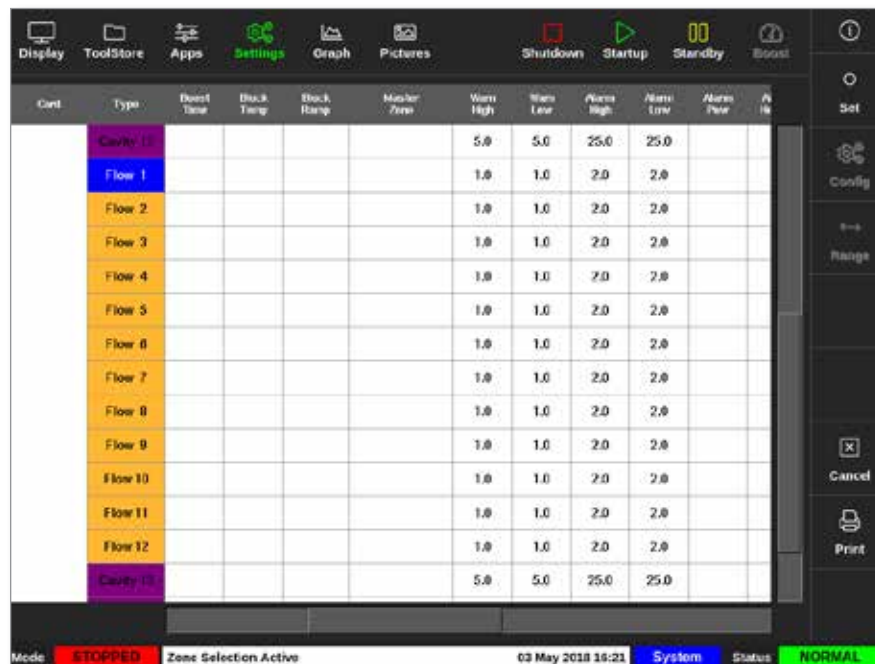 Display ToolStore Apps Settings Graph Pictures Shutdown Startup Standby Boost
Set
Config
Range
Cancel
Print
Card Type Boost Time Block Temp Block Ramp Master Zone Warn High Warn Low Alarm High Alarm Low Alarm Pow
Cavity 5.0 5.0 25.0 25.0
Flow 1 1.0 1.0 2.0 2.0
Flow 2 1.0 1.0 2.0 2.0
Flow 3 1.0 1.0 2.0 2.0
Flow 4 1.0 1.0 2.0 2.0
Flow 5 1.0 1.0 2.0 2.0
Flow 6 1.0 1.0 2.0 2.0
Flow 7 1.0 1.0 2.0 2.0
Flow 8 1.0 1.0 2.0 2.0
Flow 9 1.0 1.0 2.0 2.0
Flow 10 1.0 1.0 2.0 2.0
Flow 11 1.0 1.0 2.0 2.0
Flow 12 1.0 1.0 2.0 2.0
Cavity 5.0 5.0 25.0 25.0
Mode STOPPED Zone Selection Active 03 May 2018 16:21 System Status NORMAL